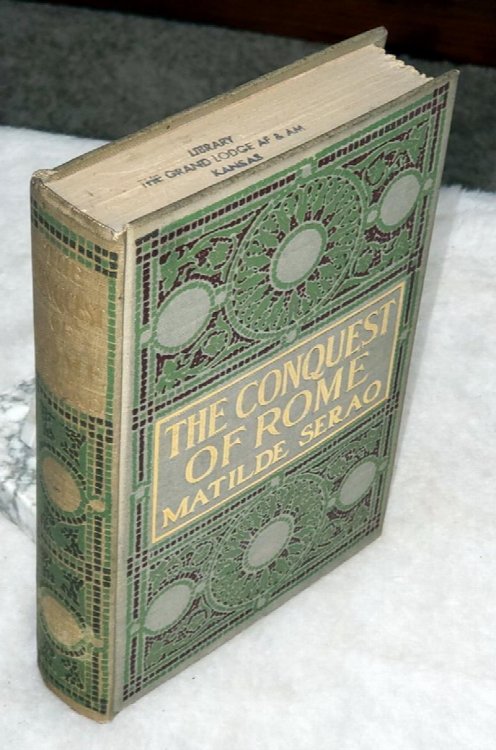 LIBRARY
THE GRAND LODGE AF & AM
KANSAS
THE CONQUEST
OF ROME
MATILDE SERAO